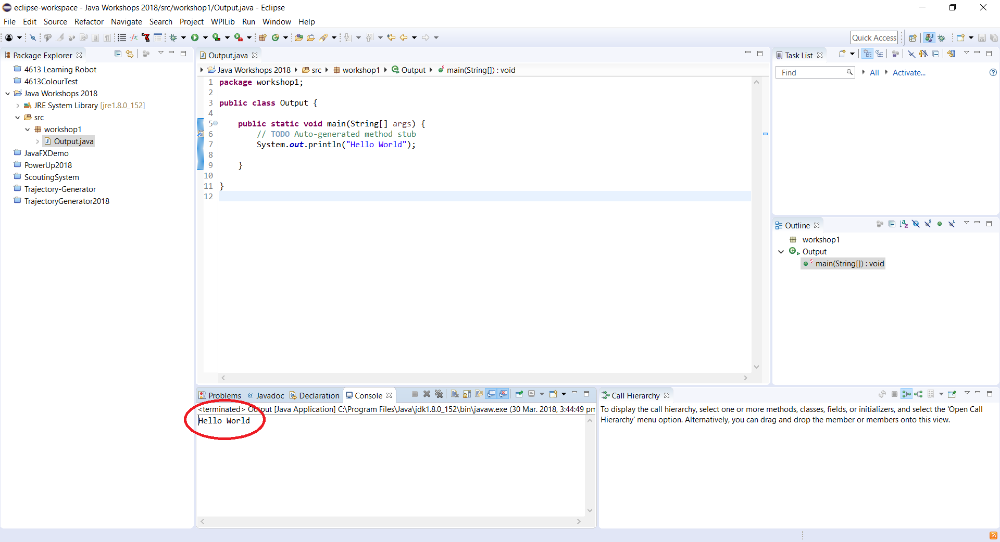 eclipse-workspace - Java Workshops 2018/src/workshop1/Output.java - Eclipse
File Edit Source Refactor Navigate Search Project WPILib Run Window Help
Quick Access
Package Explorer
4613 Learning Robot
4613ColourTest
Java Workshops 2018
JRE System Library [jre1.8.0_152]
src
workshop1
Output.java
JavaFXDemo
PowerUp2018
ScoutingSystem
Trajectory-Generator
TrajectoryGenerator2018
Output.java
Java Workshops 2018 src workshop1 Output main(String[]) : void
1 package workshop1;
2
3 public class Output {
4
5 public static void main(String[] args) {
6 // TODO Auto-generated method stub
7 System.out.println("Hello World");
8
9 }
10
11 }
12
Task List
Find All Activate...
Outline
workshop1
Output
main(String[]) : void
Problems @ Javadoc Declaration Console
<terminated> Output [Java Application] C:\Program Files\Java\jdk1.8.0_152\bin\javaw.exe (30 Mar. 2018, 3:44:49 pm
Hello World
Call Hierarchy
To display the call hierarchy, select one or more methods, classes, fields, or initializers, and select the 'Open Call
Hierarchy' menu option. Alternatively, you can drag and drop the member or members onto this view.